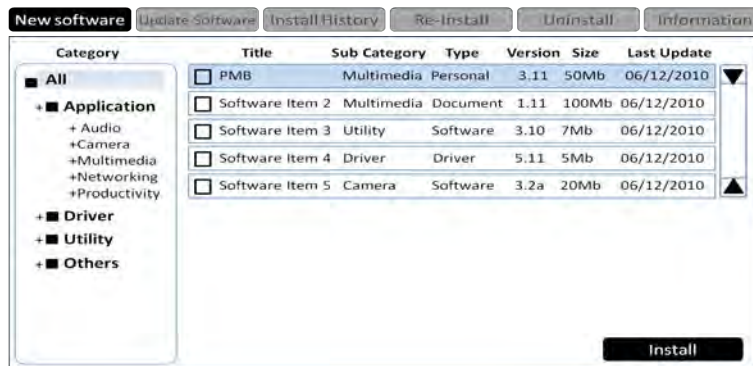 New software Update Software Install History Re-Install Uninstall Information
Category Title Sub Category Type Version Size Last Update
All
+ Application
+ Audio
+Camera
+Multimedia
+Networking
+Productivity
+ Driver
+ Utility
+ Others
PMB Multimedia Personal 3.11 50Mb 06/12/2010
Software Item 2 Multimedia Document 1.11 100Mb 06/12/2010
Software Item 3 Utility Software 3.10 7Mb 06/12/2010
Software Item 4 Driver Driver 5.11 5Mb 06/12/2010
Software Item 5 Camera Software 3.2a 20Mb 06/12/2010
Install